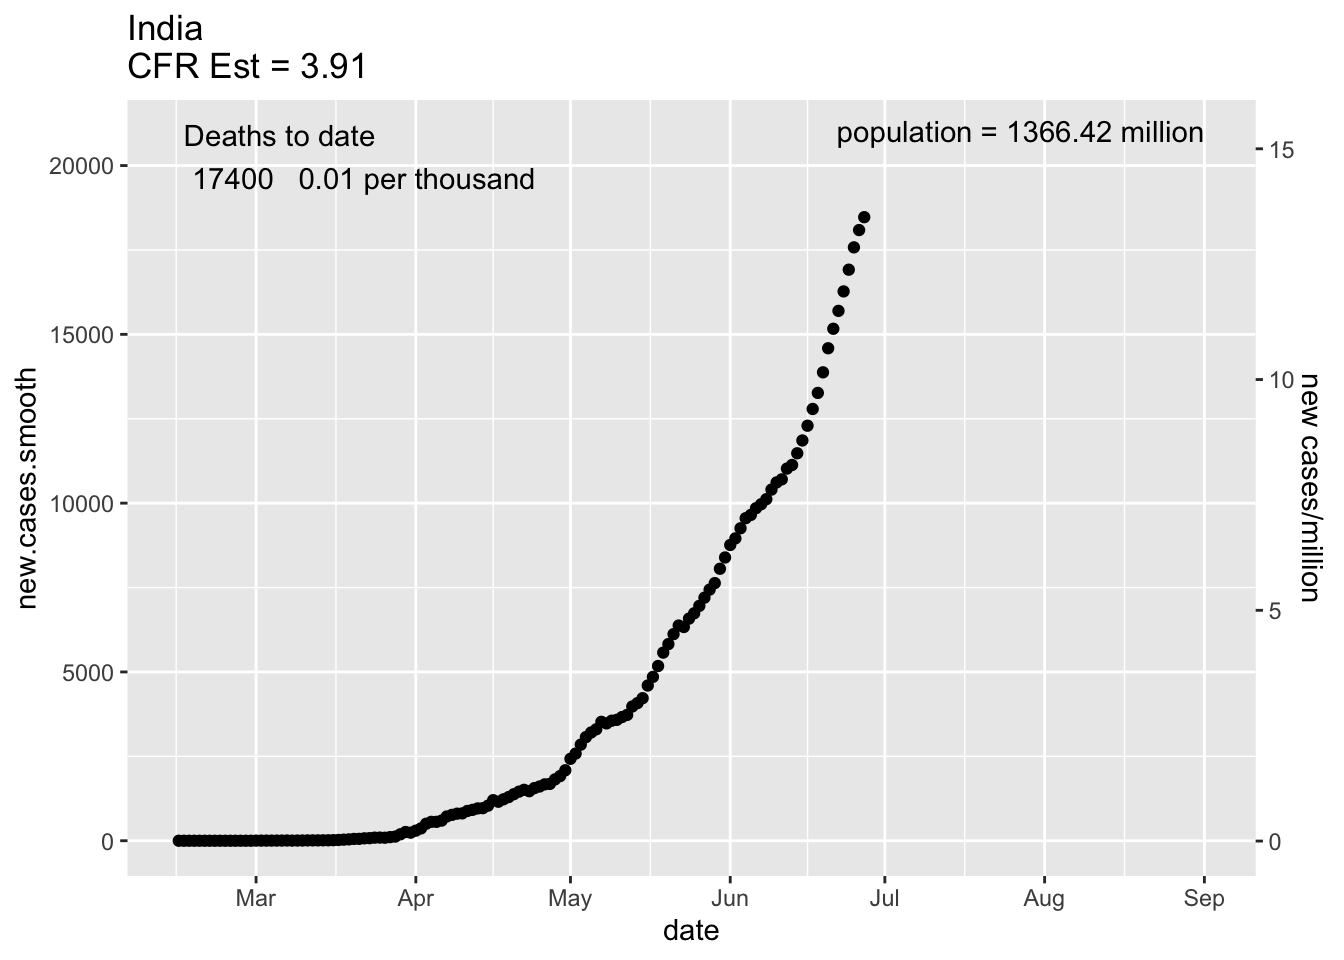 India
CFR Est = 3.91
Deaths to date
17400 0.01 per thousand
population = 1366.42 million
20000
15000
10000
5000
0
new.cases.smooth
15
10
5
0
new cases/million
Mar Apr May Jun Jul Aug Sep
date